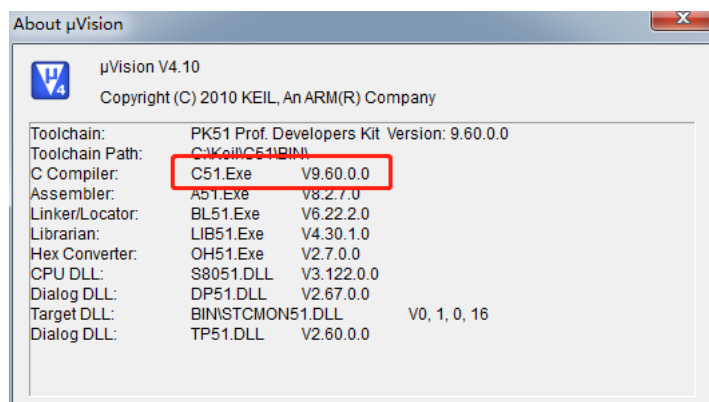 About µVision
µVision V4.10
Copyright (C) 2010 KEIL, An ARM(R) Company
Toolchain: PK51 Prof. Developers Kit Version: 9.60.0.0
Toolchain Path: C:\Keil\C51\BIN\
C Compiler: C51.Exe V9.60.0.0
Assembler: A51.Exe V8.2.7.0
Linker/Locator: BL51.Exe V6.22.2.0
Librarian: LIB51.Exe V4.30.1.0
Hex Converter: OH51.Exe V2.7.0.0
CPU DLL: S8051.DLL V3.122.0.0
Dialog DLL: DP51.DLL V2.67.0.0
Target DLL: BIN\STCMON51.DLL V0, 1, 0, 16
Dialog DLL: TP51.DLL V2.60.0.0